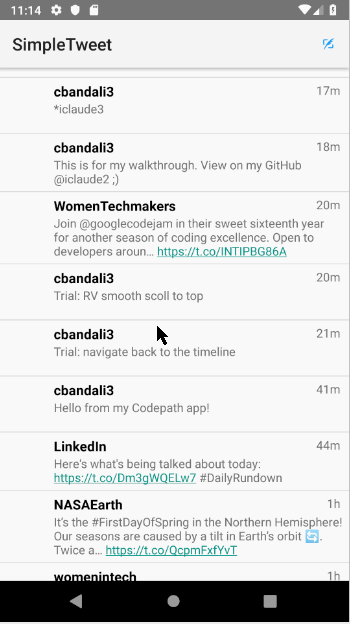 11:14
SimpleTweet
cbandali3 17m
*iclaude3
cbandali3 18m
This is for my walkthrough. View on my GitHub
@iclaude2 ;)
WomenTechmakers 20m
Join @googlecodejam in their sweet sixteenth year
for another season of coding excellence. Open to
developers aroun… https://t.co/INTIPBG86A
cbandali3 20m
Trial: RV smooth scoll to top
cbandali3 21m
Trial: navigate back to the timeline
cbandali3 41m
Hello from my Codepath app!
LinkedIn 44m
Here's what's being talked about today:
https://t.co/Dm3gWQELw7 #DailyRundown
NASAEarth 1h
It's the #FirstDayOfSpring in the Northern Hemisphere!
Our seasons are caused by a tilt in Earth's orbit 🔄.
Twice a… https://t.co/QcpmFxfYvT
womenintech 1h